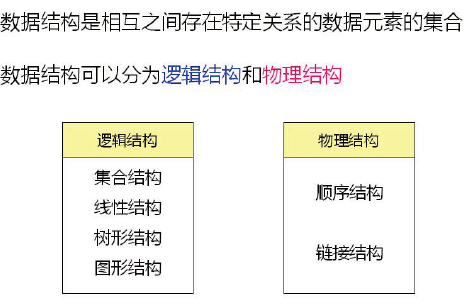 数据结构是相互之间存在特定关系的数据元素的集合
数据结构可以分为逻辑结构和物理结构
逻辑结构
集合结构
线性结构
树形结构
图形结构
物理结构
顺序结构
链接结构